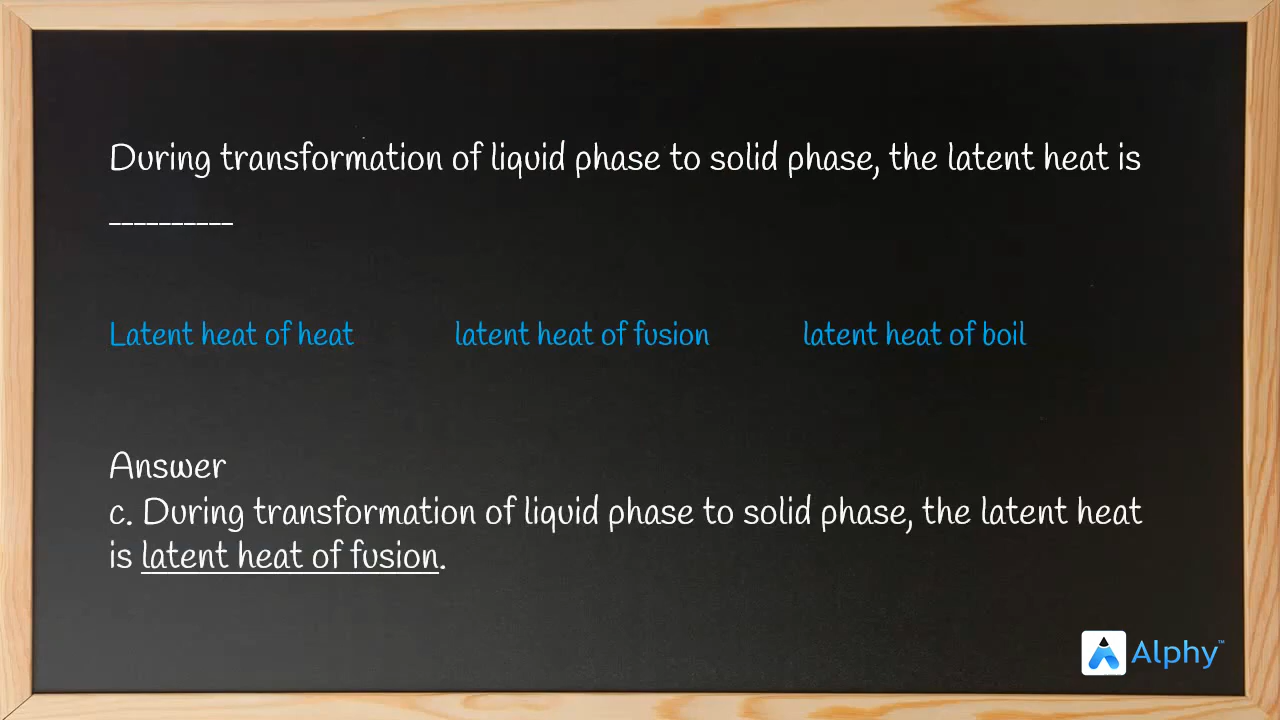 During transformation of liquid phase to solid phase, the latent heat is
__________
Latent heat of heat latent heat of fusion latent heat of boil
Answer
c. During transformation of liquid phase to solid phase, the latent heat
is latent heat of fusion.
Alphy™